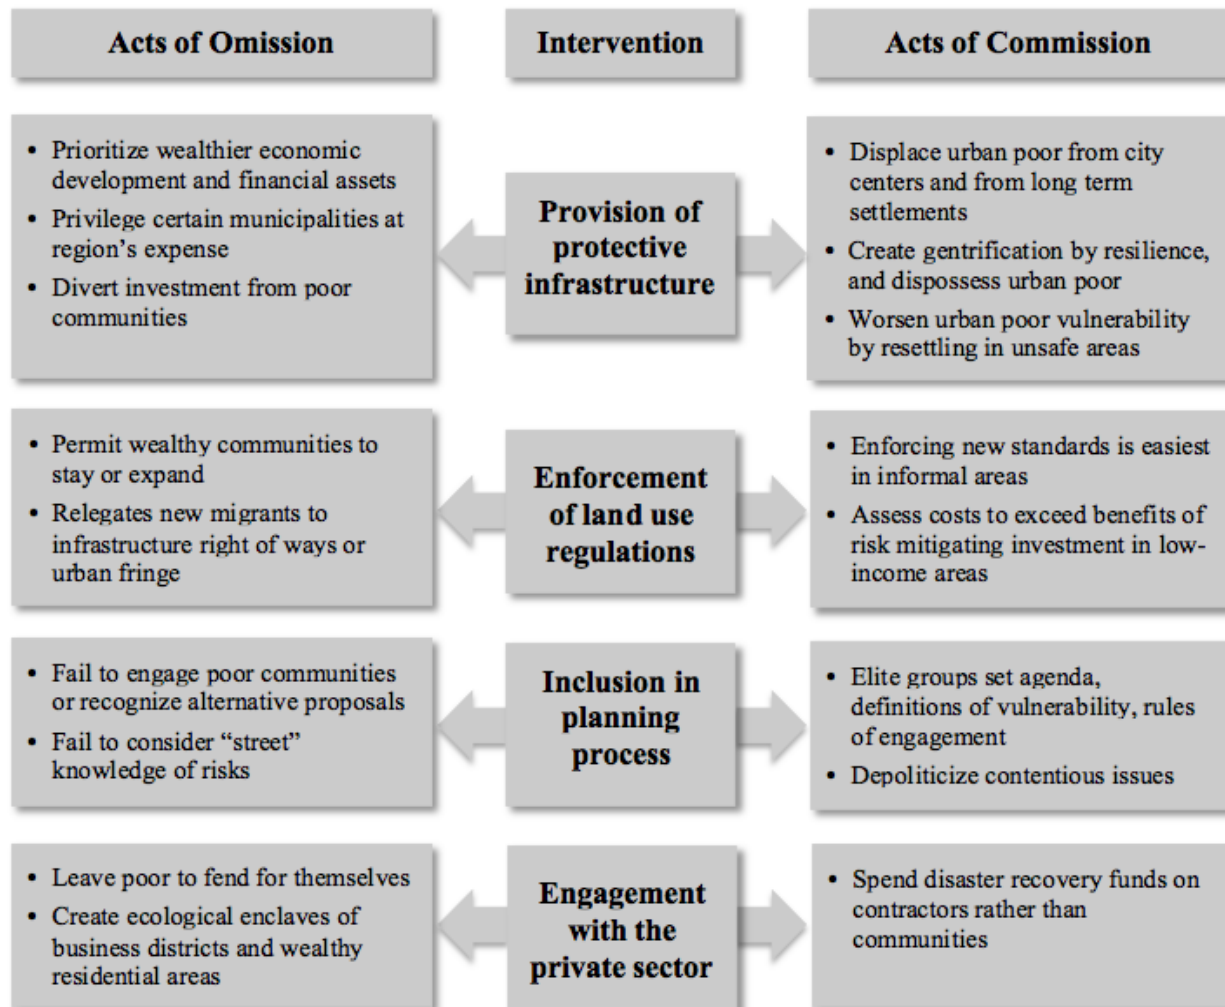 Acts of Omission
Intervention
Acts of Commission
• Prioritize wealthier economic
development and financial assets
• Privilege certain municipalities at
region’s expense
• Divert investment from poor
communities
Provision of
protective
infrastructure
• Displace urban poor from city
centers and from long term
settlements
• Create gentrification by resilience,
and dispossess urban poor
• Worsen urban poor vulnerability
by resettling in unsafe areas
• Permit wealthy communities to
stay or expand
• Relegates new migrants to
infrastructure right of ways or
urban fringe
Enforcement
of land use
regulations
• Enforcing new standards is easiest
in informal areas
• Assess costs to exceed benefits of
risk mitigating investment in low-
income areas
• Fail to engage poor communities
or recognize alternative proposals
• Fail to consider “street”
knowledge of risks
Inclusion in
planning
process
• Elite groups set agenda,
definitions of vulnerability, rules
of engagement
• Depoliticize contentious issues
• Leave poor to fend for themselves
• Create ecological enclaves of
business districts and wealthy
residential areas
Engagement
with the
private sector
• Spend disaster recovery funds on
contractors rather than
communities